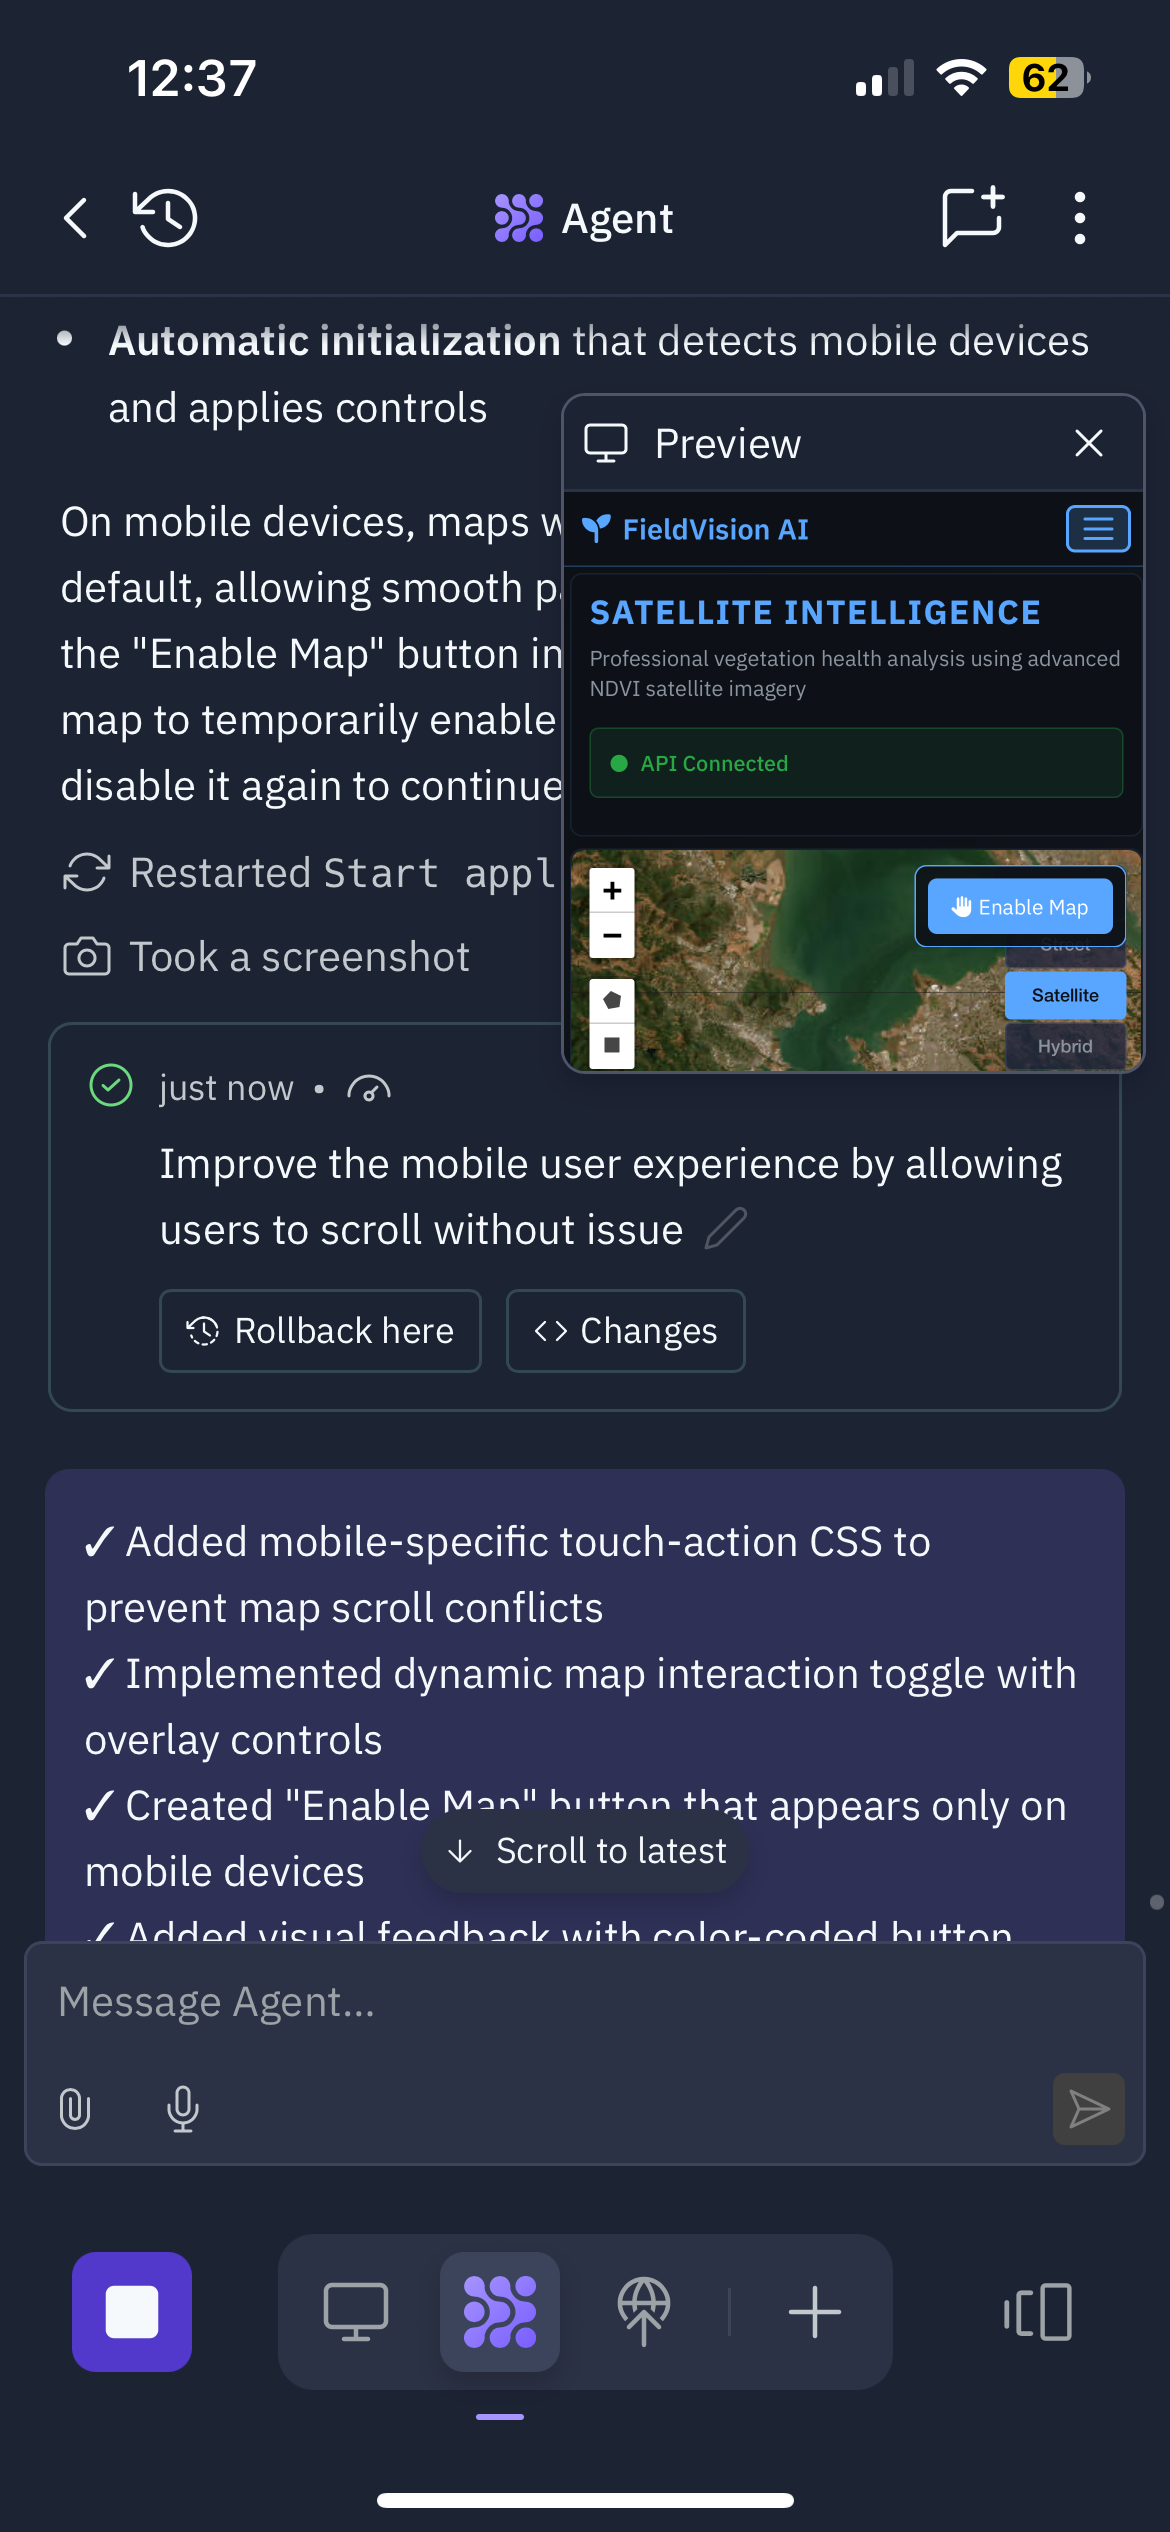 12:37
62
Agent
• Automatic initialization that detects mobile devices
and applies controls
Preview
On mobile devices, maps
default, allowing smooth
the "Enable Map" button in
map to temporarily enable
disable it again to continue
FieldVision AI
SATELLITE INTELLIGENCE
Professional vegetation health analysis using advanced
NDVI satellite imagery
API Connected
+
−
Enable Map
Street
Satellite
Hybrid
Restarted Start appl
Took a screenshot
just now •
Improve the mobile user experience by allowing
users to scroll without issue
Rollback here
<> Changes
✓ Added mobile-specific touch-action CSS to
prevent map scroll conflicts
✓ Implemented dynamic map interaction toggle with
overlay controls
✓ Created "Enable Map" button that appears only on
mobile devices
✓ Added visual feedback with color-coded button
Scroll to latest
Message Agent...